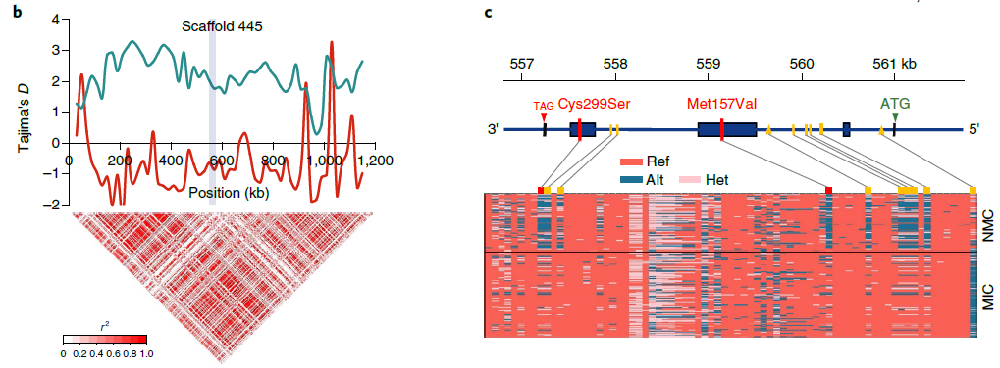 b
Scaffold 445
Tajima's D
4
3
2
1
0
−1
−2
0 200 400 600 800 1,000 1,200
Position (kb)
r²
0 0.2 0.4 0.6 0.8 1.0
c
557 558 559 560 561 kb
TAG Cys299Ser Met157Val ATG
3' 5'
Ref
Alt Het
NMC
MIC